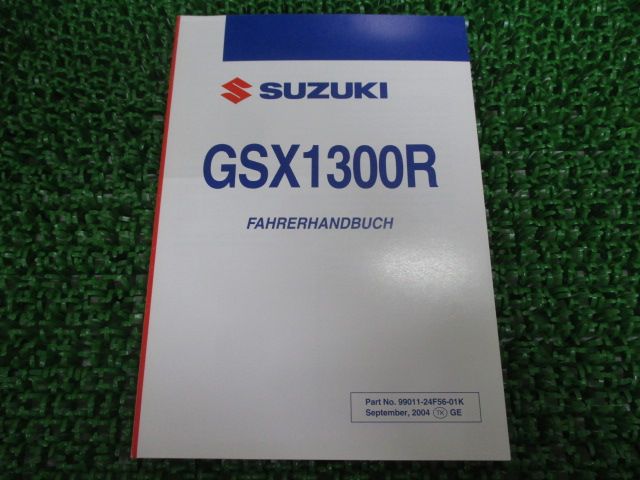 SUZUKI
GSX1300R
FAHRERHANDBUCH
Part No. 99011-24F56-01K
September, 2004 TK GE